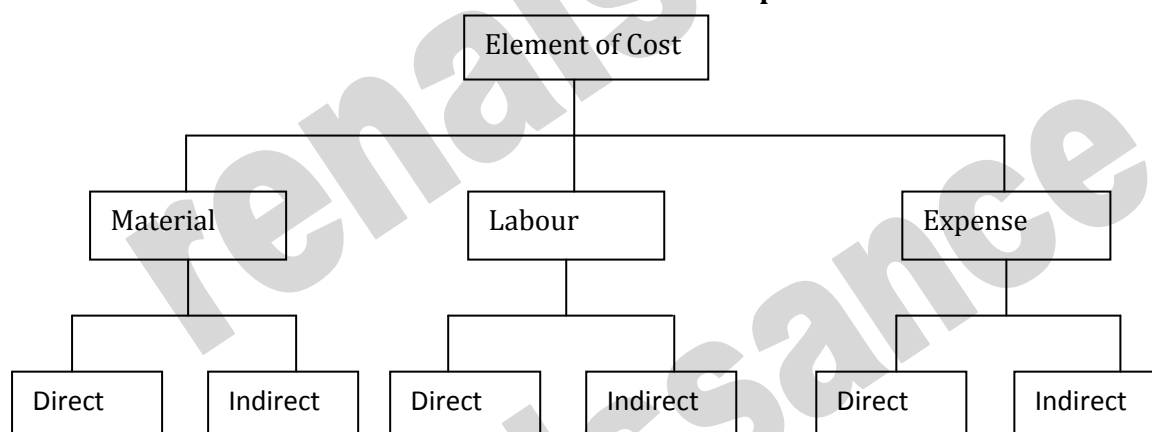 Element of Cost
Material Labour Expense
Direct Indirect Direct Indirect Direct Indirect